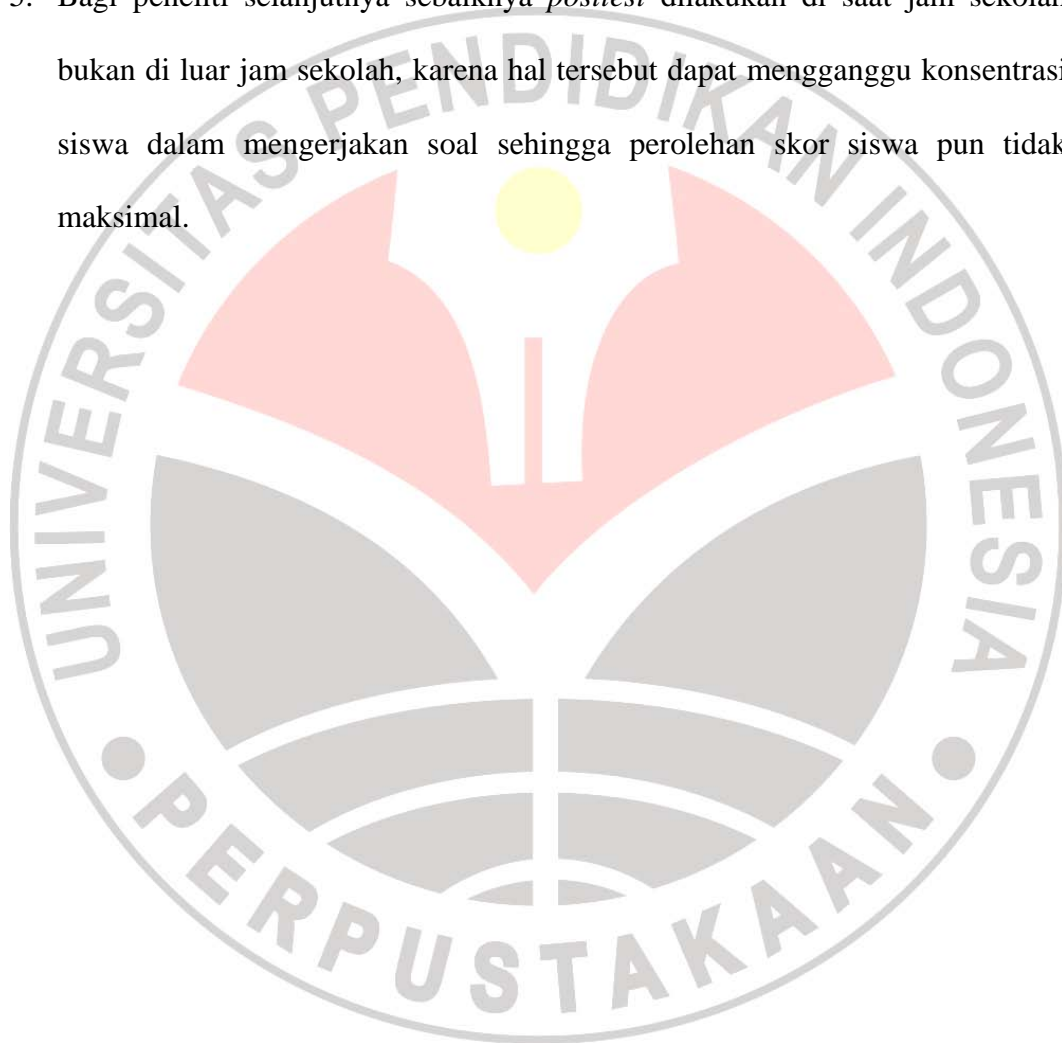 Bagi peneliti selanjutnya sebaiknya posttest dilakukan di saat jam sekolah
bukan di luar jam sekolah, karena hal tersebut dapat mengganggu konsentrasi
siswa dalam mengerjakan soal sehingga perolehan skor siswa pun tidak
maksimal.
UNIVERSITAS PENDIDIKAN INDONESIA
PERPUSTAKAAN